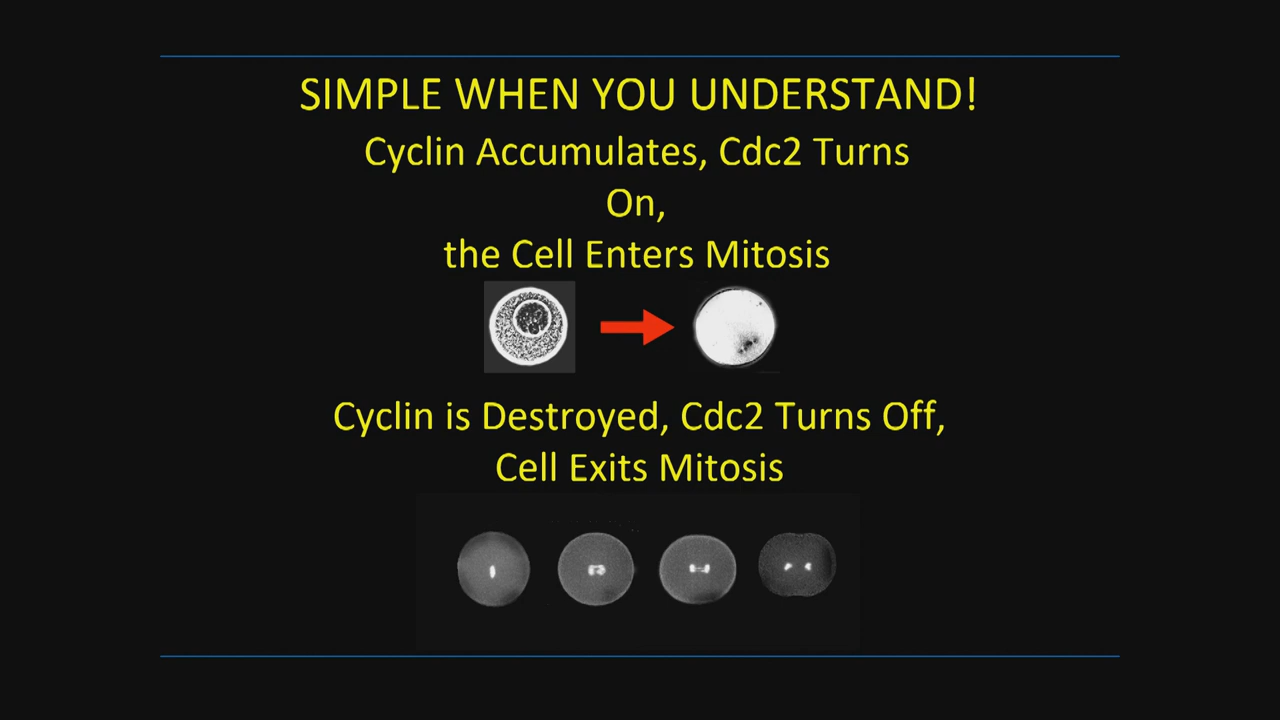 SIMPLE WHEN YOU UNDERSTAND!
Cyclin Accumulates, Cdc2 Turns
On,
the Cell Enters Mitosis
Cyclin is Destroyed, Cdc2 Turns Off,
Cell Exits Mitosis